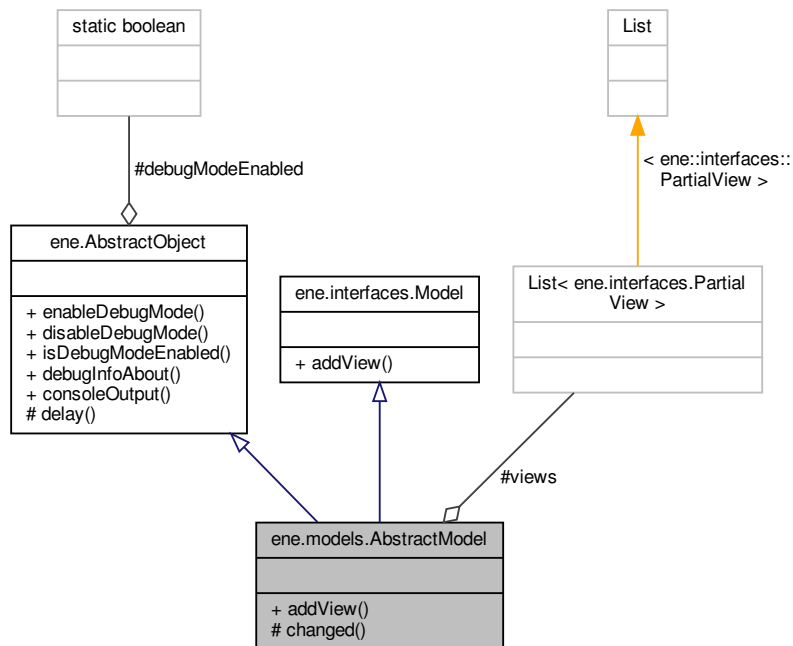 static boolean
List
#debugModeEnabled
< ene::interfaces::
PartialView >
ene.AbstractObject
+ enableDebugMode()
+ disableDebugMode()
+ isDebugModeEnabled()
+ debugInfoAbout()
+ consoleOutput()
# delay()
ene.interfaces.Model
+ addView()
List< ene.interfaces.Partial
View >
#views
ene.models.AbstractModel
+ addView()
# changed()